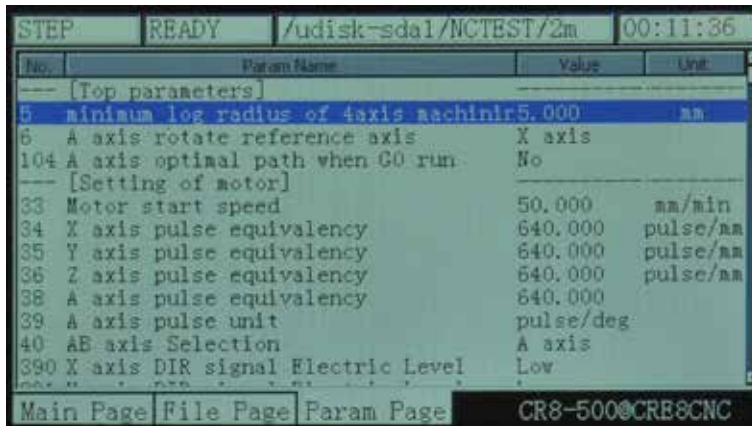 STEP READY /udisk-sda1/NCTEST/2m 00:11:36
No. Param Name Value Unit
--- [Top parameters]
5 minimum log radius of 4axis machinir5.000 mm
6 A axis rotate reference axis X axis
104 A axis optimal path when G0 run No
--- [Setting of motor]
33 Motor start speed 50.000 mm/min
34 X axis pulse equivalency 640.000 pulse/mm
35 Y axis pulse equivalency 640.000 pulse/mm
36 Z axis pulse equivalency 640.000 pulse/mm
38 A axis pulse equivalency 640.000
39 A axis pulse unit pulse/deg
40 AB axis Selection A axis
390 X axis DIR signal Electric Level Low
Main Page File Page Param Page CR8-500@CRE8CNC